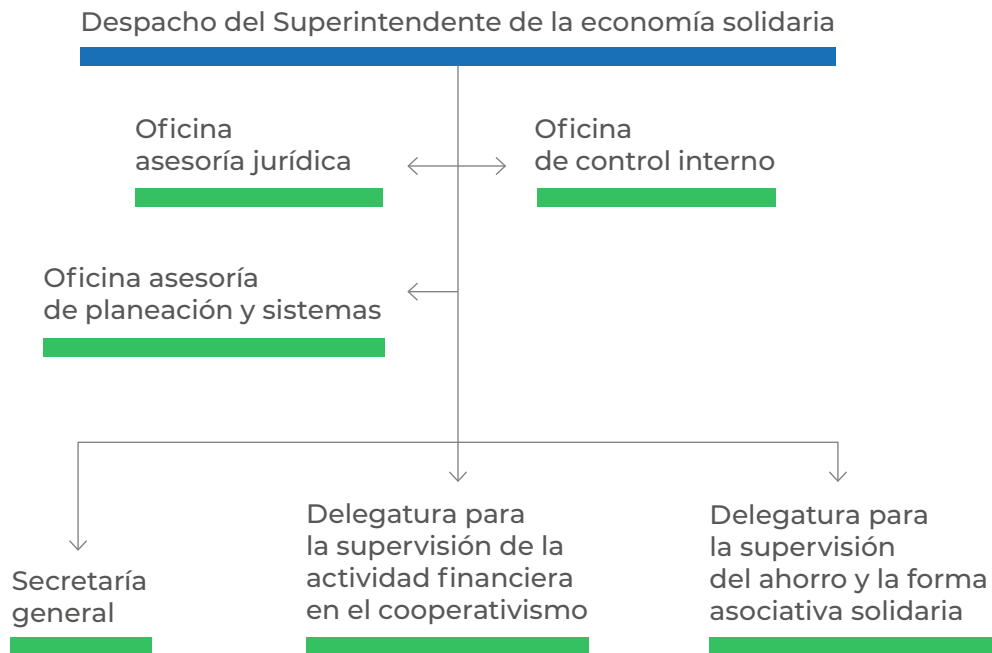 Despacho del Superintendente de la economía solidaria
Oficina
asesoría jurídica
Oficina
de control interno
Oficina asesoría
de planeación y sistemas
Secretaría
general
Delegatura para
la supervisión de la
actividad financiera
en el cooperativismo
Delegatura para
la supervisión
del ahorro y la forma
asociativa solidaria